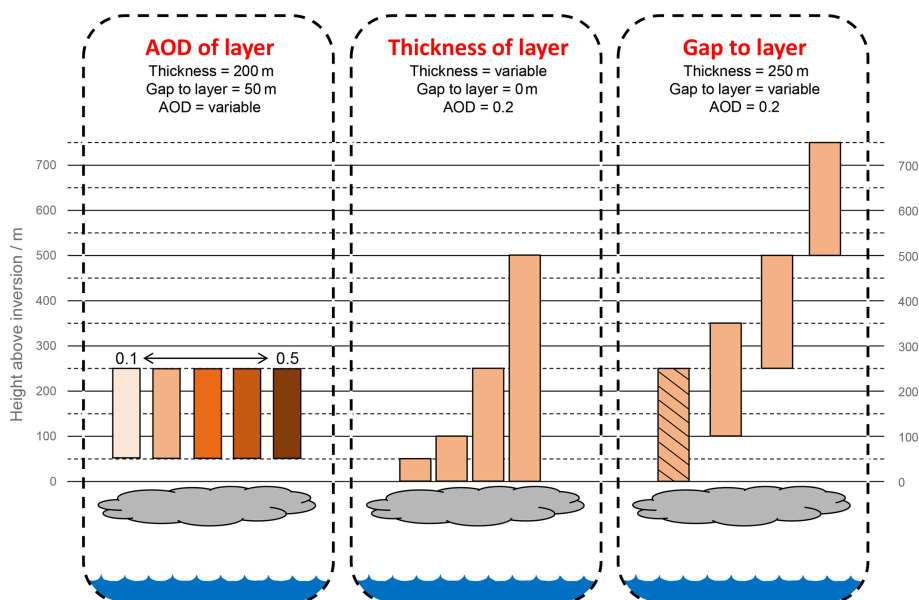 AOD of layer
Thickness = 200 m
Gap to layer = 50 m
AOD = variable
Thickness of layer
Thickness = variable
Gap to layer = 0 m
AOD = 0.2
Gap to layer
Thickness = 250 m
Gap to layer = variable
AOD = 0.2
Height above inversion / m
700
600
500
400
300
200
100
0
0.1
0.5
700
600
500
400
300
200
100
0